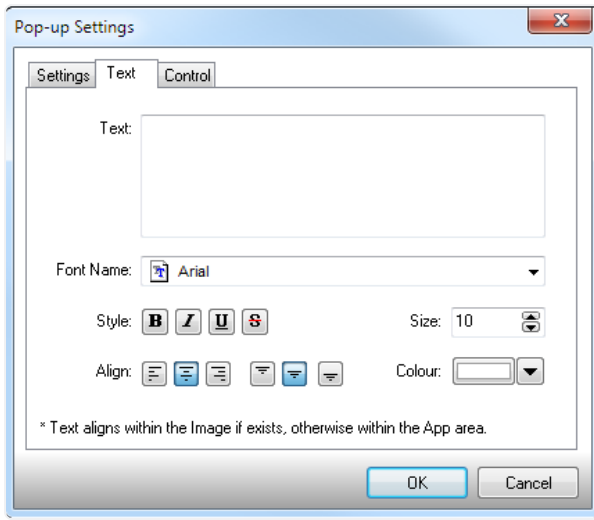 Pop-up Settings
Settings Text Control
Text:
Font Name: Arial
Style: B I U S Size: 10
Align: Colour:
* Text aligns within the Image if exists, otherwise within the App area.
OK Cancel